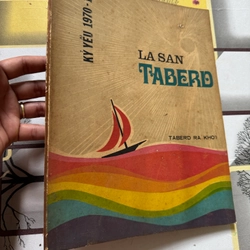 KỶ YẾU 1970-
LA SAN
TABERD
TABERD RA KHƠI